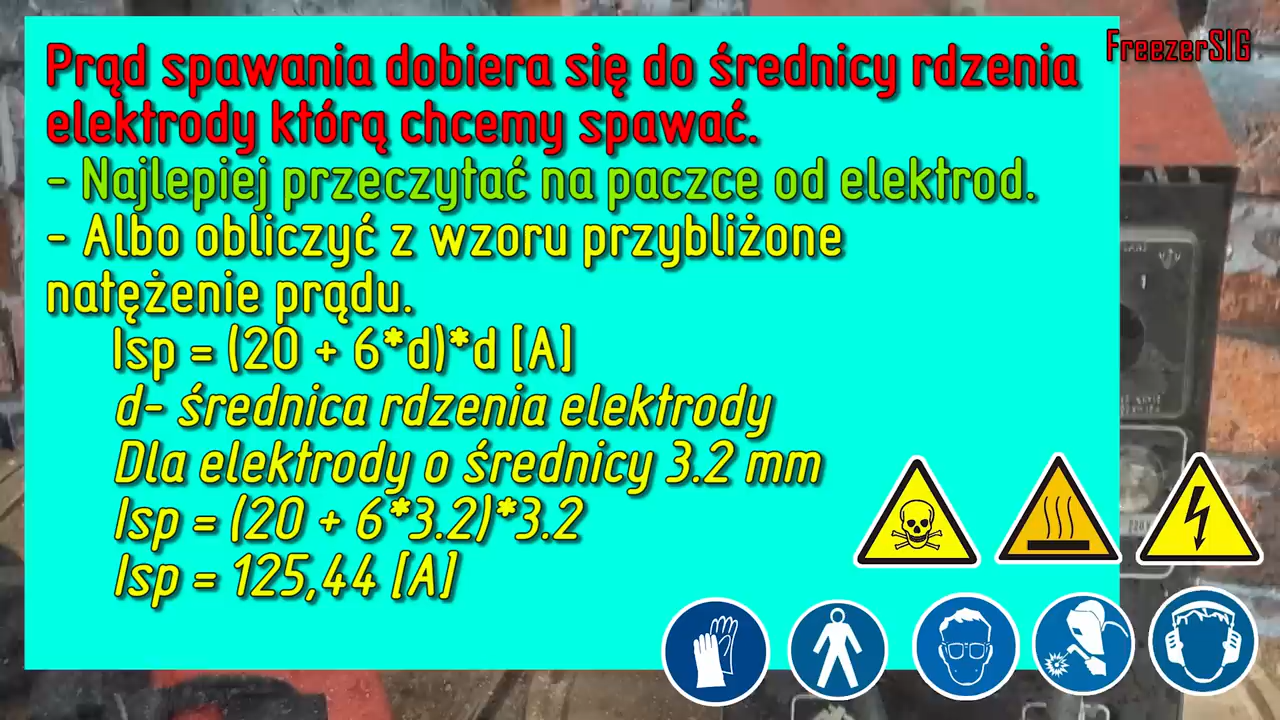 FreezerSIG
Prąd spawania dobiera się do średnicy rdzenia
elektrody którą chcemy spawać.
- Najlepiej przeczytać na paczce od elektrod.
- Albo obliczyć z wzoru przybliżone
natężenie prądu.
Isp = (20 + 6*d)*d [A]
d- średnica rdzenia elektrody
Dla elektrody o średnicy 3.2 mm
Isp = (20 + 6*3.2)*3.2
Isp = 125,44 [A]